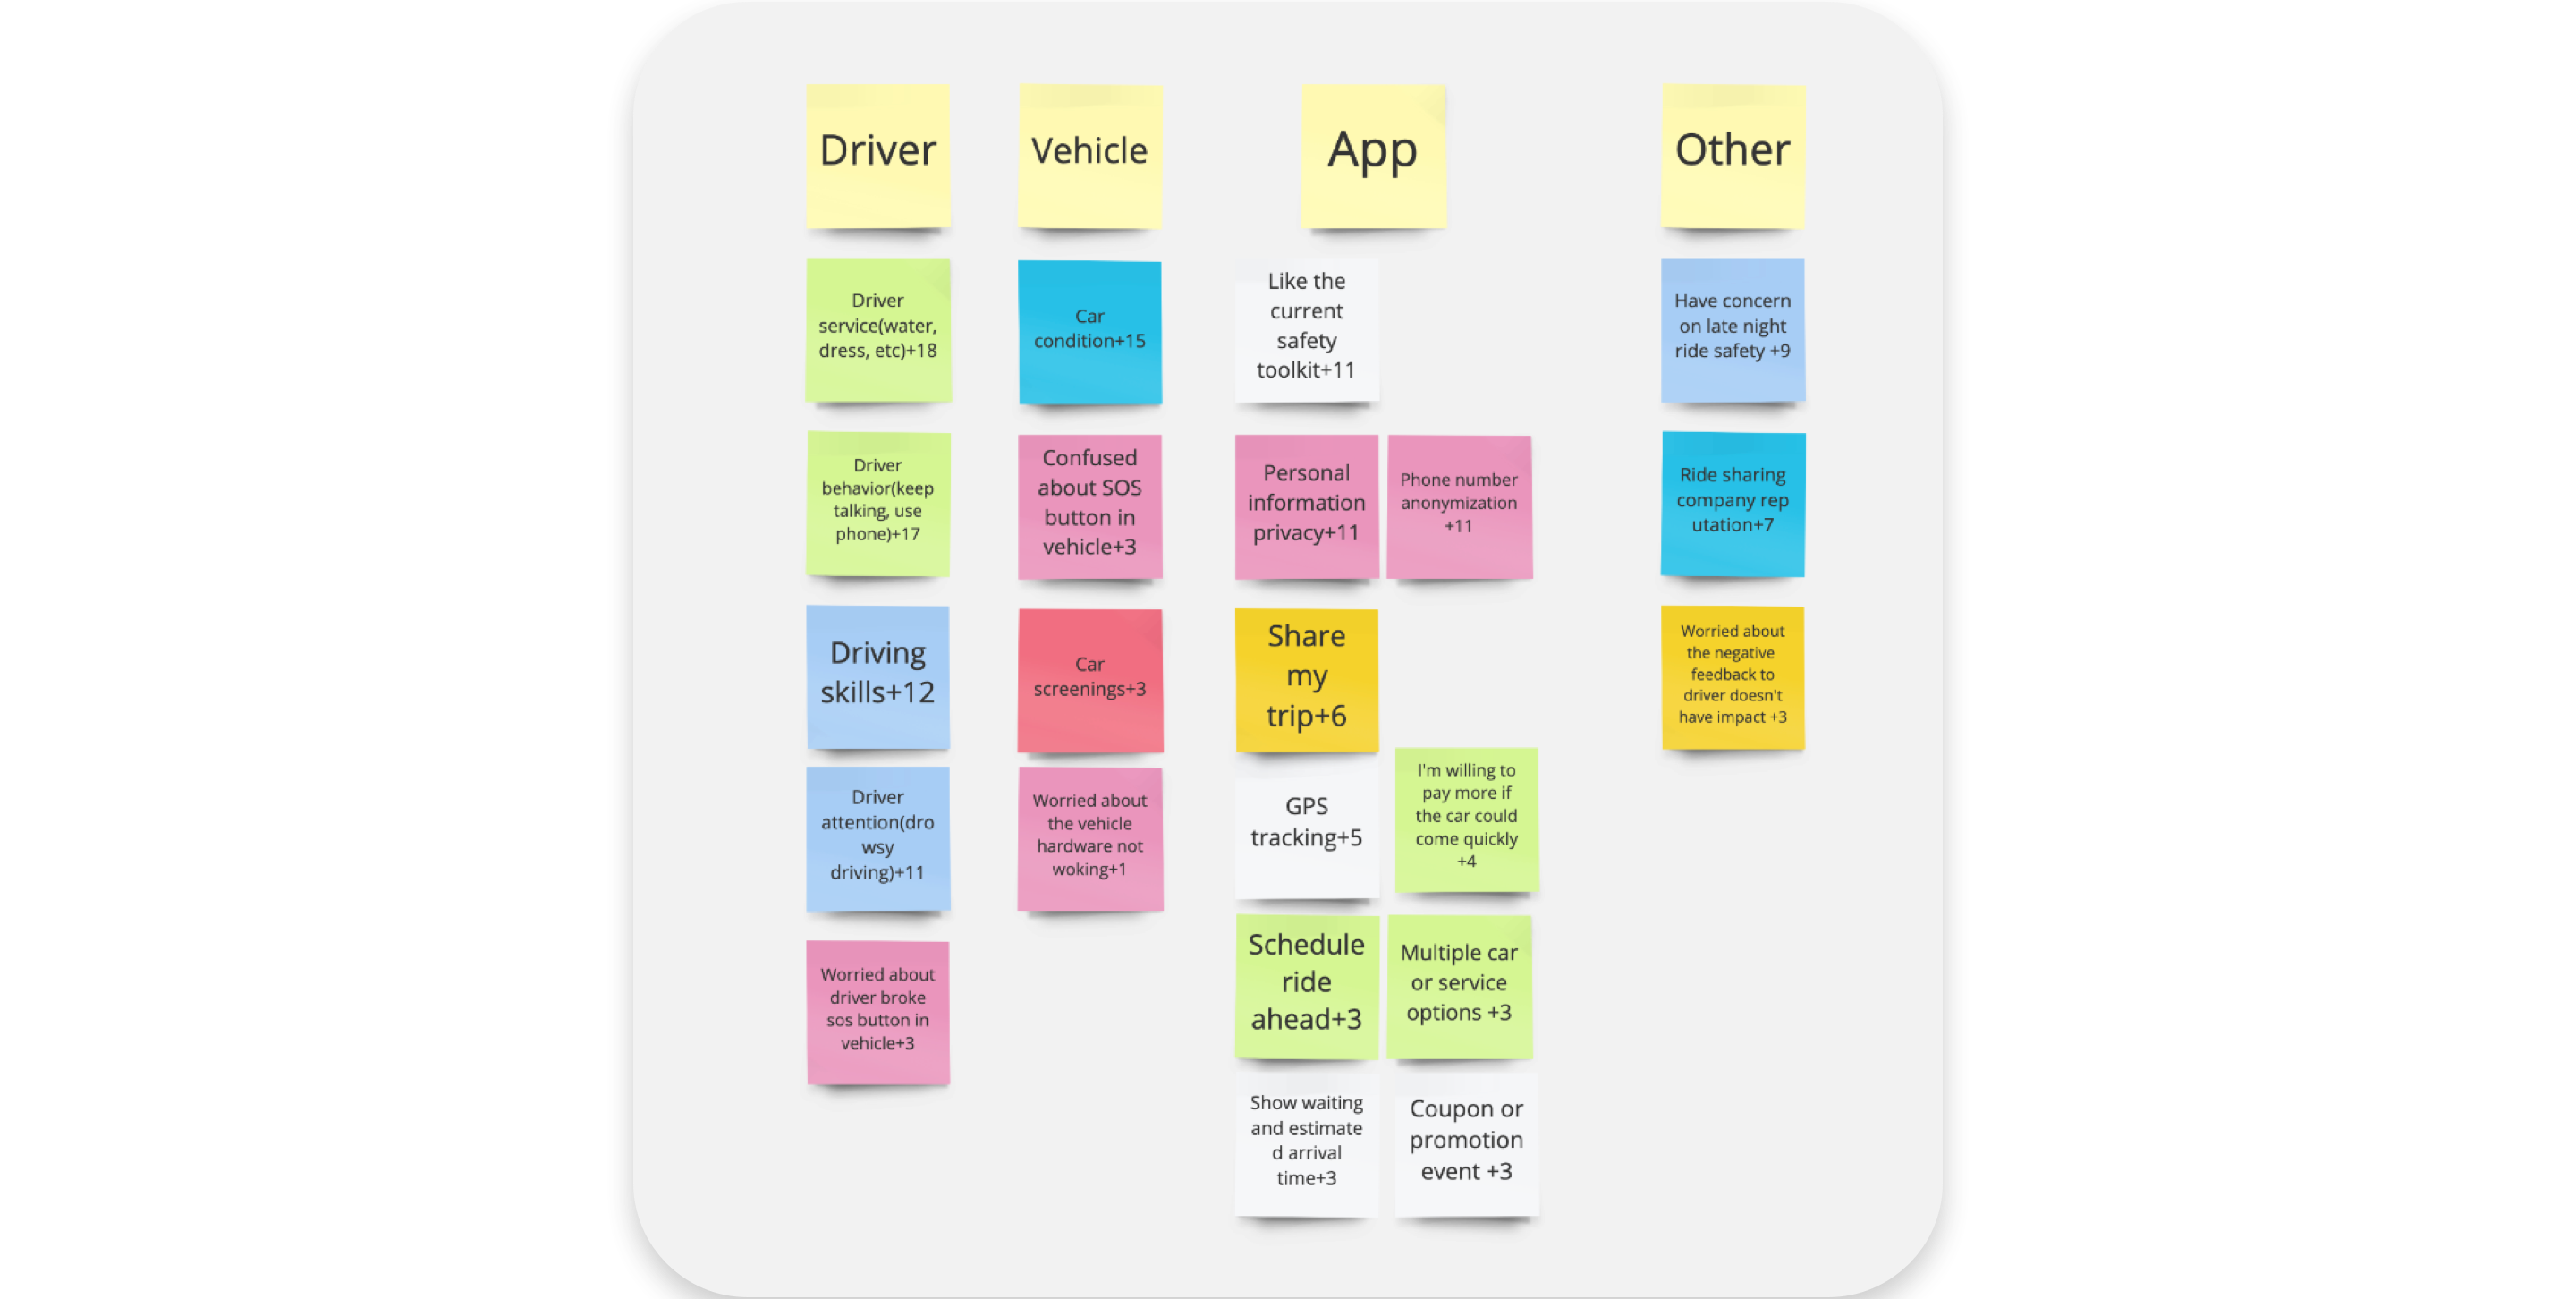 Driver
Vehicle
App
Other
Driver
service(water,
dress, etc)+18
Driver
behavior(keep
talking, use
phone)+17
Driving
skills+12
Driver
attention(dro
wsy
driving)+11
Worried about
driver broke
sos button in
vehicle+3
Car
condition+15
Confused
about SOS
button in
vehicle+3
Car
screenings+3
Worried about
the vehicle
hardware not
woking+1
Like the
current
safety
toolkit+11
Personal
information
privacy+11
Phone number
anonymization
+11
Share
my
trip+6
GPS
tracking+5
I'm willing to
pay more if
the car could
come quickly
+4
Schedule
ride
ahead+3
Multiple car
or service
options +3
Show waiting
and estimate
d arrival
time+3
Coupon or
promotion
event +3
Have concern
on late night
ride safety +9
Ride sharing
company rep
utation+7
Worried about
the negative
feedback to
driver doesn't
have impact +3